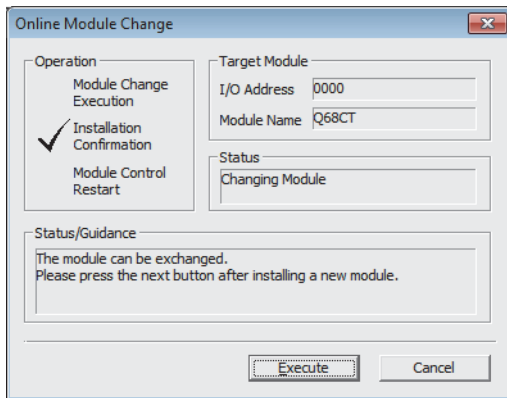 Online Module Change
Operation
Module Change
Execution
Installation
Confirmation
Module Control
Restart
Target Module
I/O Address 0000
Module Name Q68CT
Status
Changing Module
Status/Guidance
The module can be exchanged.
Please press the next button after installing a new module.
Execute Cancel